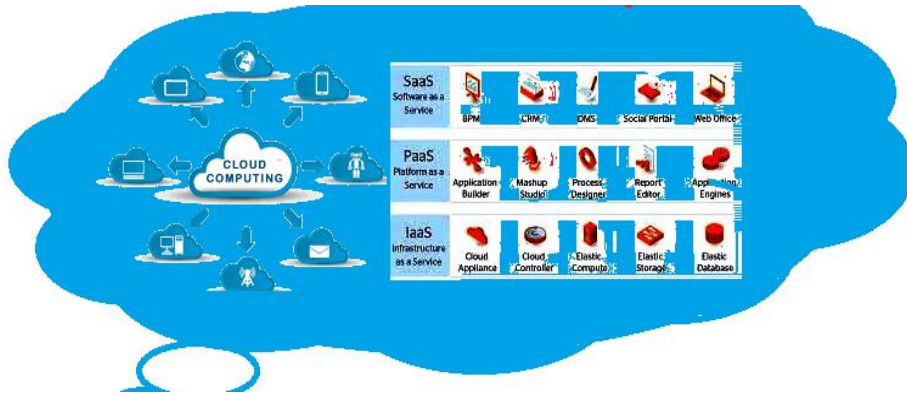 CLOUD
COMPUTING
SaaS
Software as a
Service
BPM
CRM
DMS
Social Portal
Web Office
PaaS
Platform as a
Service
Application
Builder
Mashup
Studio
Process
Designer
Report
Editor
Application
Engines
IaaS
Infrastructure
as a Service
Cloud
Appliance
Cloud
Controller
Elastic
Compute
Elastic
Storage
Elastic
Database